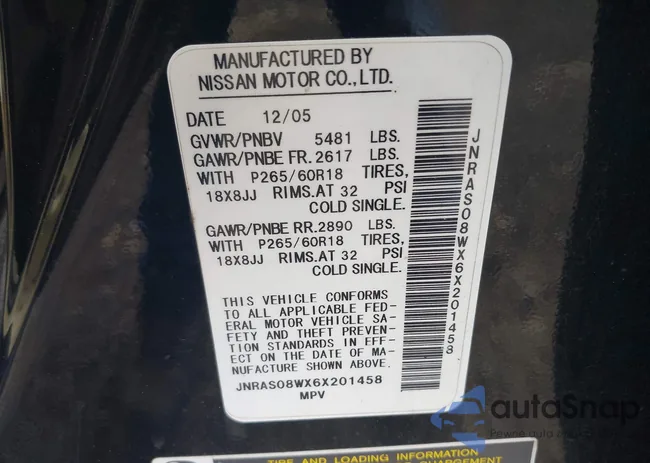 MANUFACTURED BY
NISSAN MOTOR CO., LTD.
DATE 12/05
GVWR/PNBV 5481 LBS.
GAWR/PNBE FR. 2617 LBS.
WITH P265/60R18 TIRES,
18X8JJ RIMS. AT 32 PSI
COLD SINGLE.
GAWR/PNBE RR. 2890 LBS.
WITH P265/60R18 TIRES,
18X8JJ RIMS. AT 32 PSI
COLD SINGLE.
THIS VEHICLE CONFORMS
TO ALL APPLICABLE FED-
ERAL MOTOR VEHICLE SA-
FETY AND THEFT PREVEN-
TION STANDARDS IN EFF-
ECT ON THE DATE OF MA-
NUFACTURE SHOWN ABOVE.
JNRAS08WX6X201458
MPV
JNRAS08WX6X201458
autoSnap
Pewne auto na
TIRE AND LOADING INFORMATION